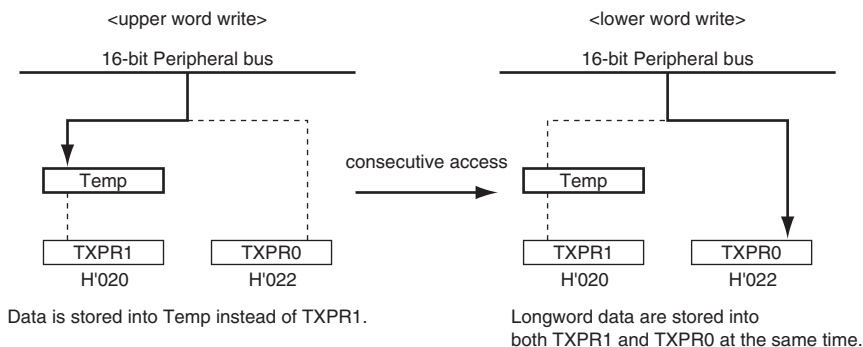 <upper word write>
16-bit Peripheral bus
Temp
TXPR1
TXPR0
H'020
H'022
Data is stored into Temp instead of TXPR1.
consecutive access
<lower word write>
16-bit Peripheral bus
Temp
TXPR1
TXPR0
H'020
H'022
Longword data are stored into
both TXPR1 and TXPR0 at the same time.